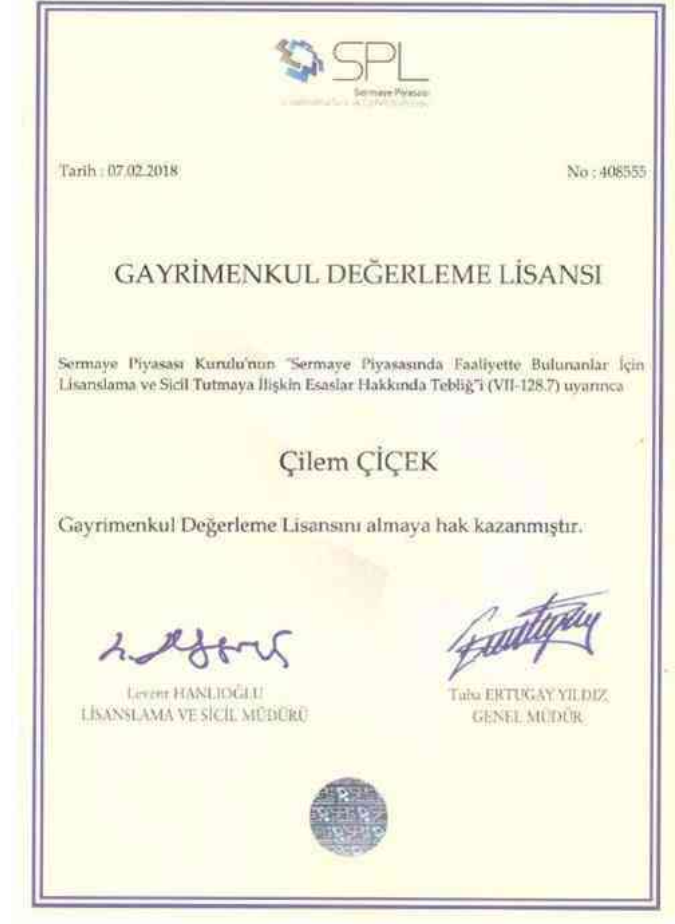 SPL
Sermaye Piyasası
Tarih : 07.02.2018
No : 408555
GAYRİMENKUL DEĞERLEME LİSANSI
Sermaye Piyasası Kurulu'nun "Sermaye Piyasasında Faaliyette Bulunanlar İçin
Lisanslama ve Sicil Tutmaya İlişkin Esaslar Hakkında Tebliğ"i (VII-128.7) uyarınca
Çilem ÇİÇEK
Gayrimenkul Değerleme Lisansını almaya hak kazanmıştır.
Levent HANLIOĞLU
LİSANSLAMA VE SİCİL MÜDÜRÜ
Tuba ERTUGAY YILDIZ
GENEL MÜDÜR